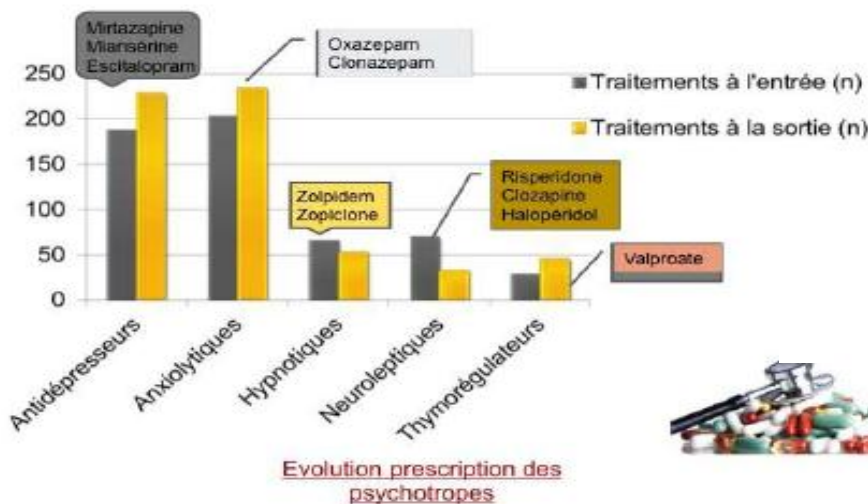 Mirtazapine
Miansérine
Escitalopram
Oxazepam
Clonazepam
Traitements à l'entrée (n)
Traitements à la sortie (n)
250
200
150
100
50
0
Zolpidem
Zopiclone
Risperidone
Clozapine
Halopéridol
Valproate
Antidépresseurs
Anxiolytiques
Hypnotiques
Neuroleptiques
Thymorégulateurs
Evolution prescription des
psychotropes